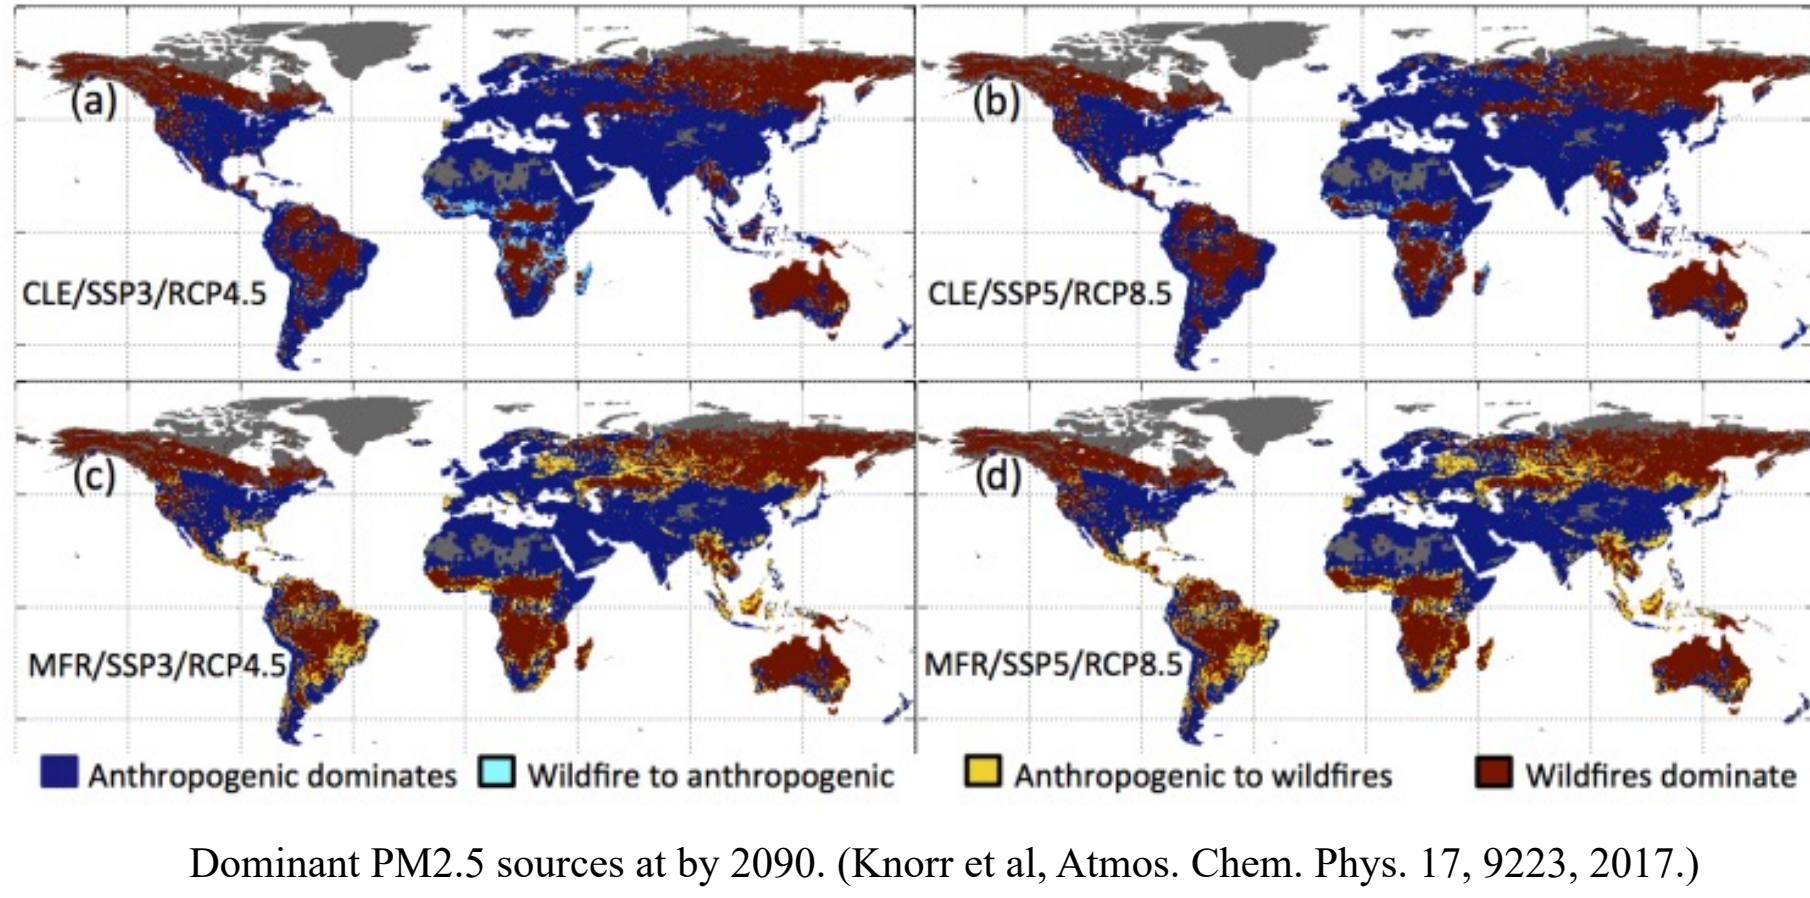 (a)
(b)
CLE/SSP3/RCP4.5
CLE/SSP5/RCP8.5
(c)
(d)
MFR/SSP3/RCP4.5
MFR/SSP5/RCP8.5
Anthropogenic dominates
Wildfire to anthropogenic
Anthropogenic to wildfires
Wildfires dominate
Dominant PM2.5 sources at by 2090. (Knorr et al, Atmos. Chem. Phys. 17, 9223, 2017.)